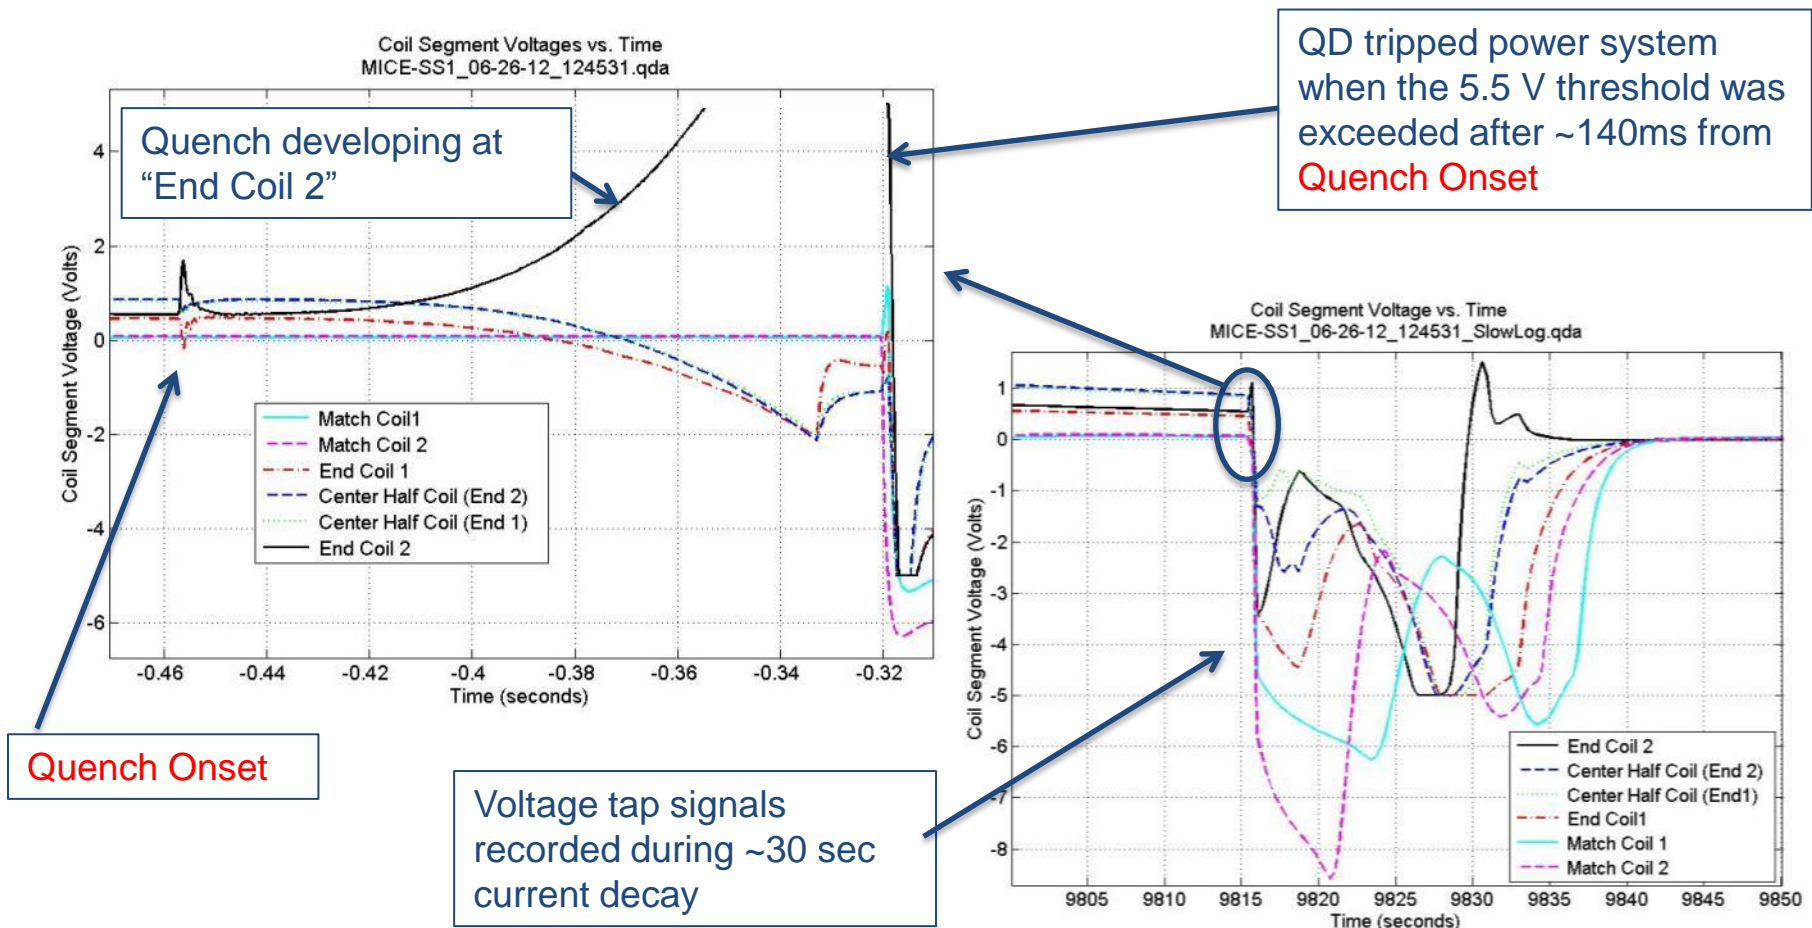 Coil Segment Voltages vs. Time
MICE-SS1_06-26-12_124531.qda
Quench developing at
“End Coil 2”
QD tripped power system
when the 5.5 V threshold was
exceeded after ~140ms from
Quench Onset
Coil Segment Voltage (Volts)
4
2
0
-2
-4
-6
Match Coil1
Match Coil 2
End Coil 1
Center Half Coil (End 2)
Center Half Coil (End 1)
End Coil 2
-0.46 -0.44 -0.42 -0.4 -0.38 -0.36 -0.34 -0.32
Time (seconds)
Quench Onset
Voltage tap signals
recorded during ~30 sec
current decay
Coil Segment Voltage vs. Time
MICE-SS1_06-26-12_124531_SlowLog.qda
Coil Segment Voltage (Volts)
1
0
-1
-2
-3
-4
-5
-6
-7
-8
End Coil 2
Center Half Coil (End 2)
Center Half Coil (End1)
End Coil1
Match Coil 1
Match Coil 2
9805 9810 9815 9820 9825 9830 9835 9840 9845 9850
Time (seconds)